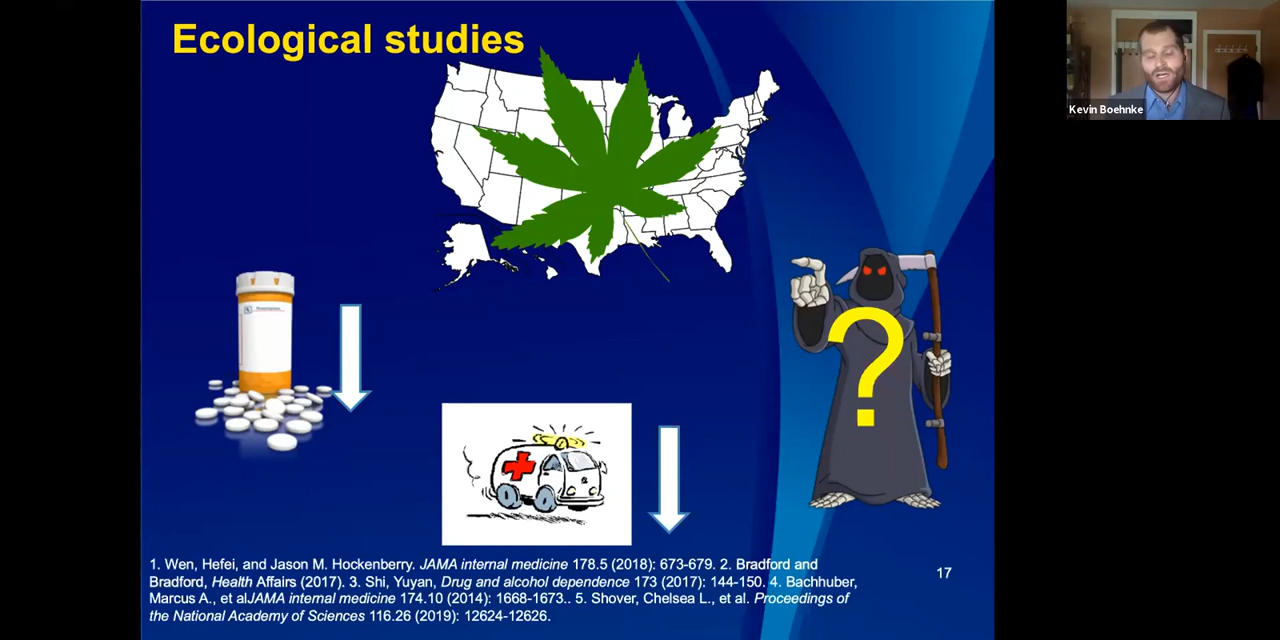 Ecological studies
Kevin Boehnke
?
1. Wen, Hefei, and Jason M. Hockenberry. JAMA internal medicine 178.5 (2018): 673-679. 2. Bradford and
Bradford, Health Affairs (2017). 3. Shi, Yuyan, Drug and alcohol dependence 173 (2017): 144-150. 4. Bachhuber,
Marcus A., et alJAMA internal medicine 174.10 (2014): 1668-1673.. 5. Shover, Chelsea L., et al. Proceedings of
the National Academy of Sciences 116.26 (2019): 12624-12626.
17